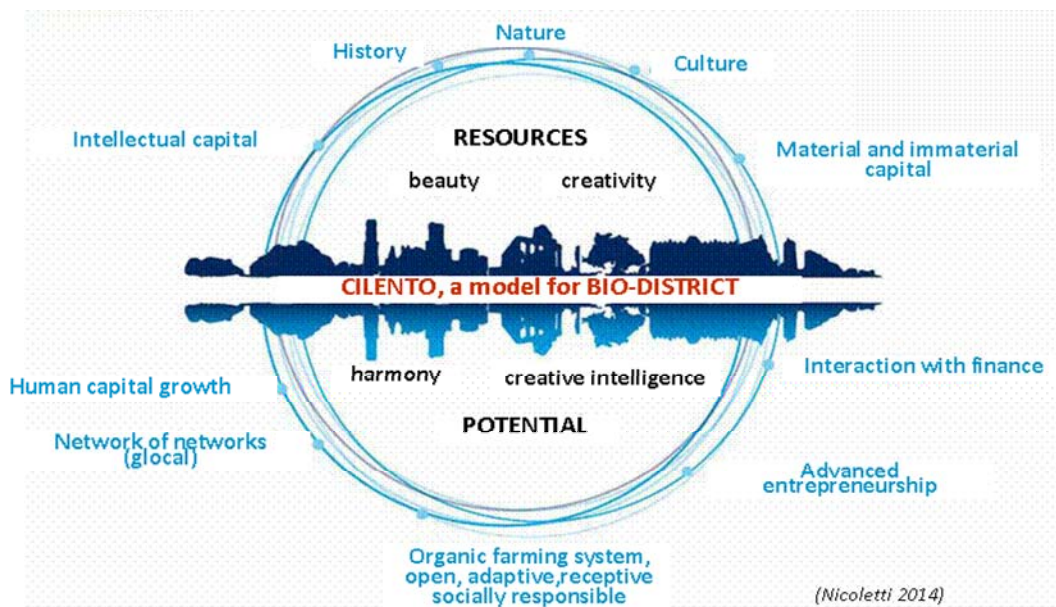 Nature
History
Culture
Intellectual capital
RESOURCES
Material and immaterial
capital
beauty
creativity
CILENTO, a model for BIO-DISTRICT
harmony
creative intelligence
Interaction with finance
Human capital growth
POTENTIAL
Network of networks
(glocal)
Advanced
entrepreneurship
Organic farming system,
open, adaptive,receptive
socially responsible
(Nicoletti 2014)